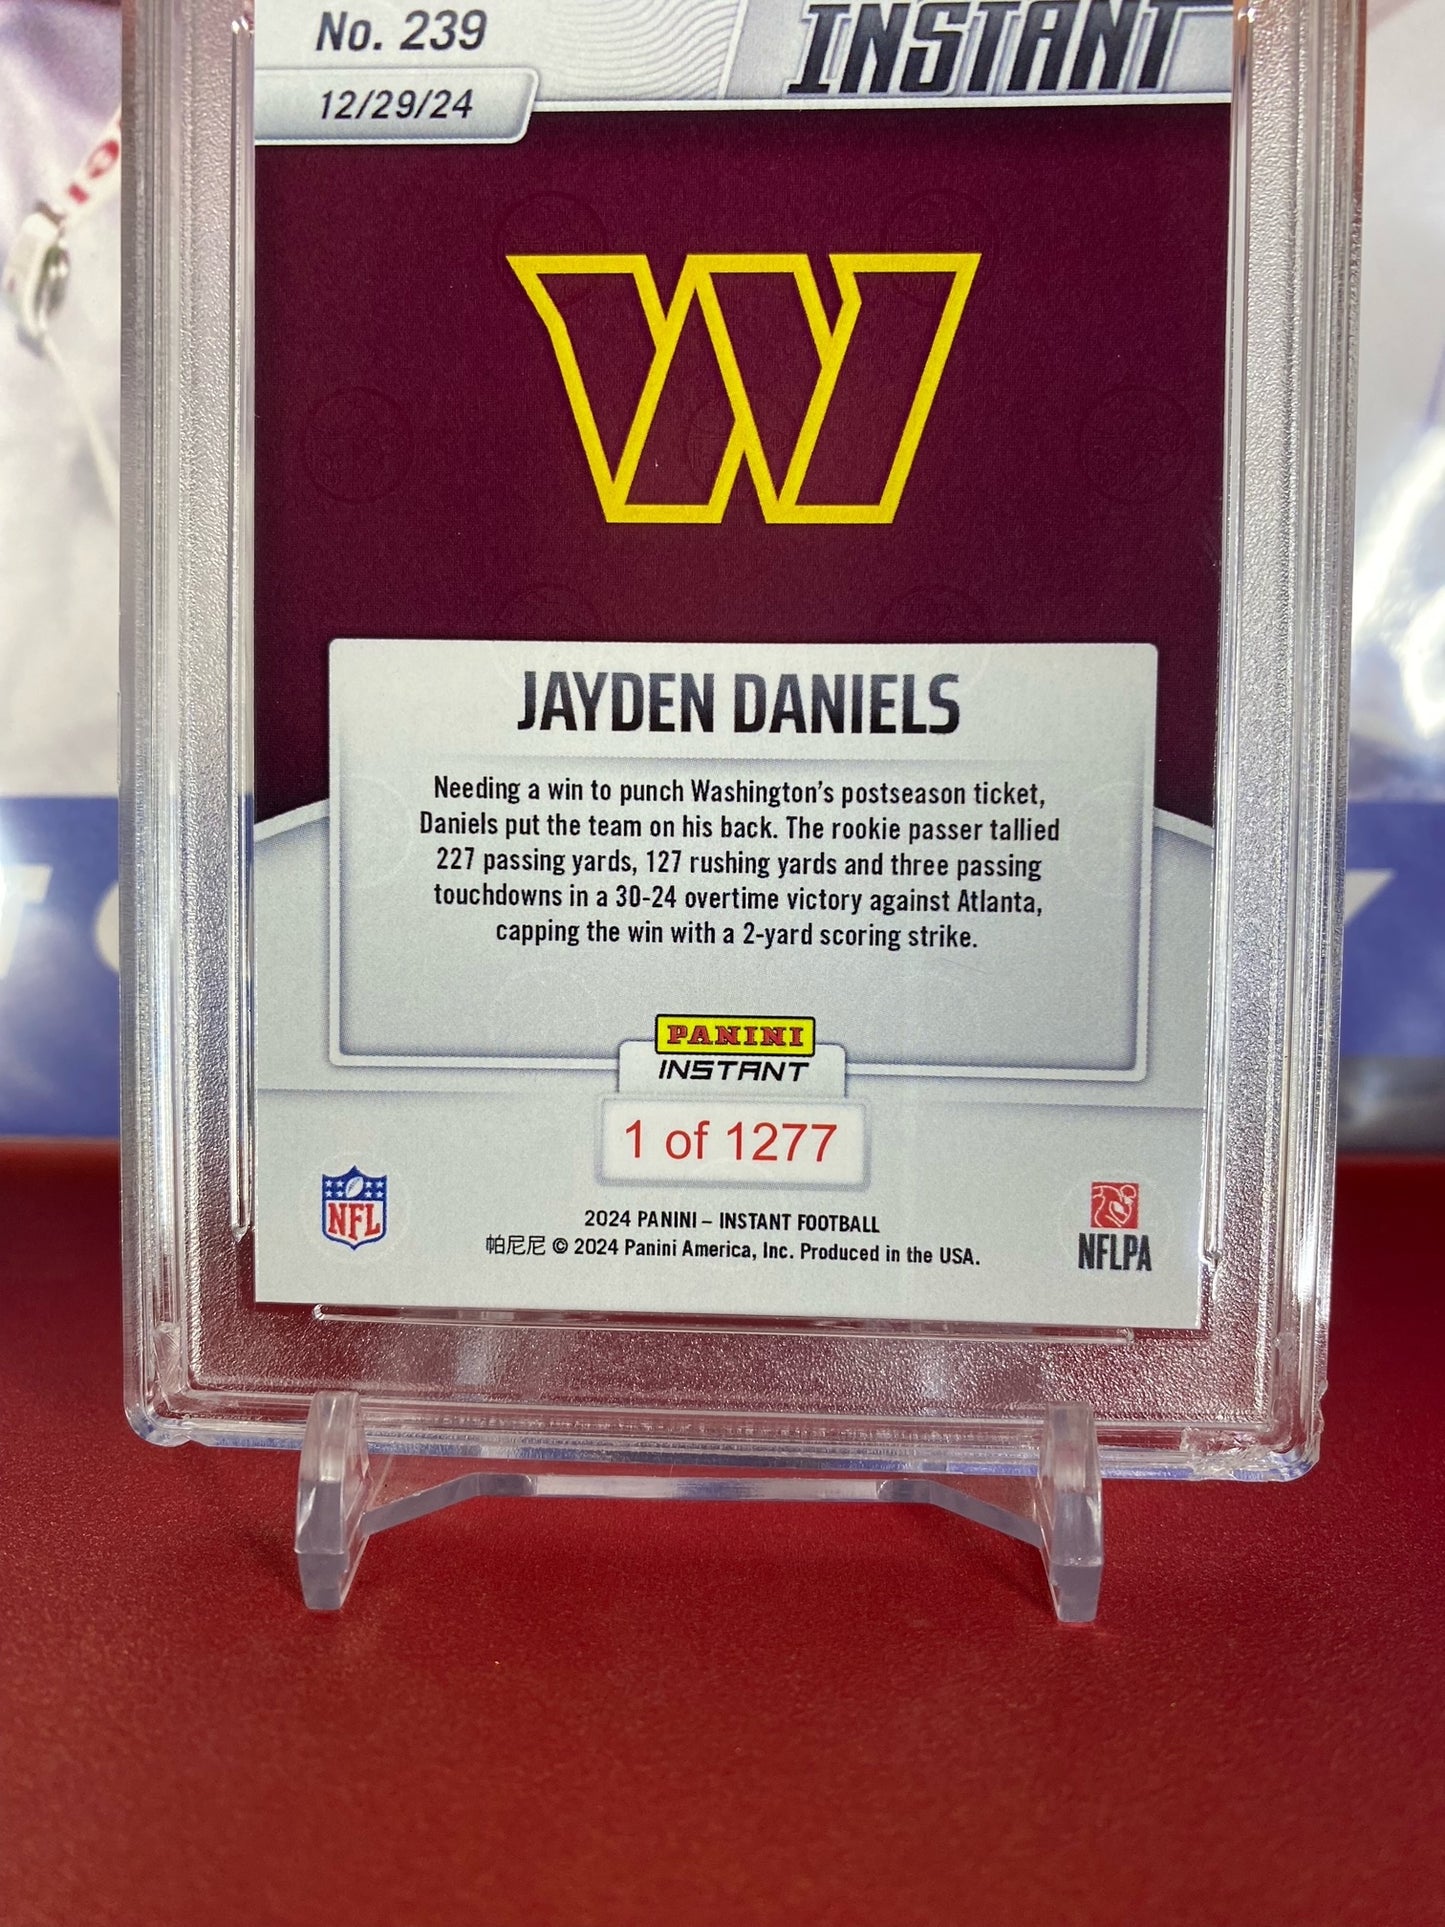 No. 239
INSTANT
12/29/24
W
JAYDEN DANIELS
Needing a win to punch Washington's postseason ticket,
Daniels put the team on his back. The rookie passer tallied
227 passing yards, 127 rushing yards and three passing
touchdowns in a 30-24 overtime victory against Atlanta,
capping the win with a 2-yard scoring strike.
PANINI
INSTANT
1 of 1277
NFL
2024 PANINI – INSTANT FOOTBALL
帕尼尼 © 2024 Panini America, Inc. Produced in the USA.
NFLPA